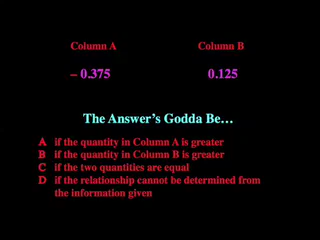 Column A Column B
– 0.375 0.125
The Answer's Godda Be…
A if the quantity in Column A is greater
B if the quantity in Column B is greater
C if the two quantities are equal
D if the relationship cannot be determined from
the information given